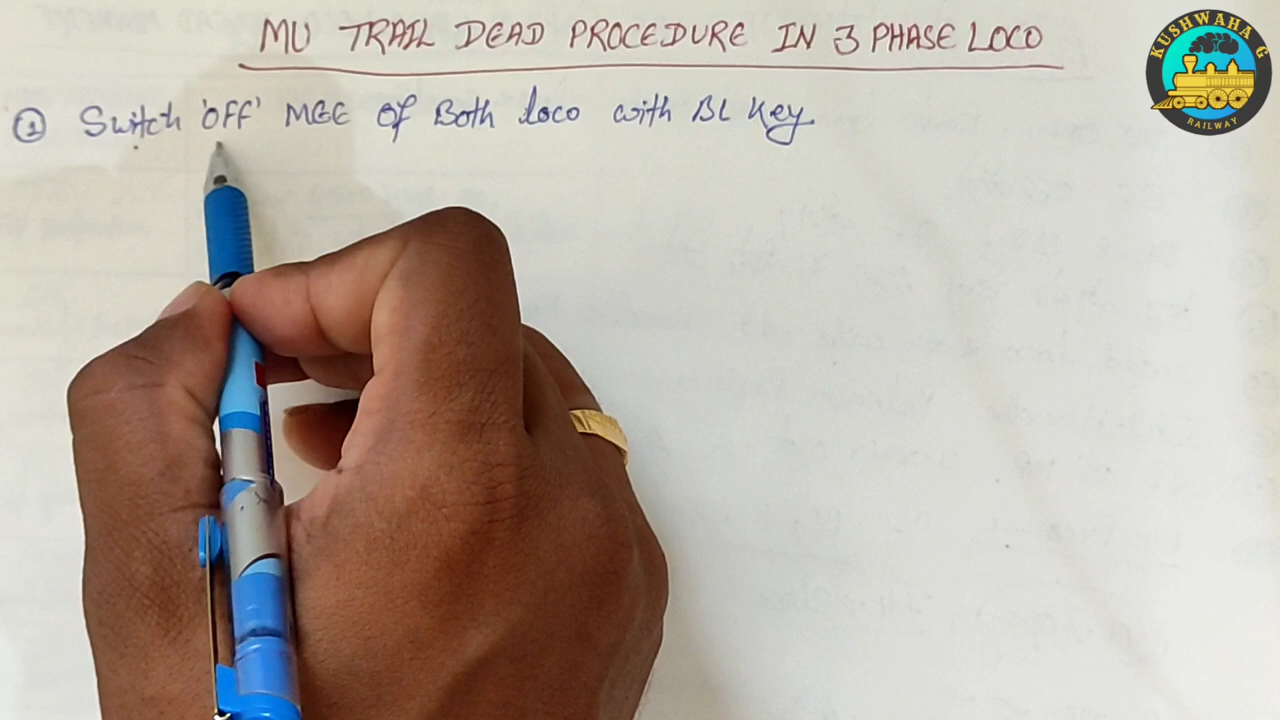 MU TRAIL DEAD PROCEDURE IN 3 PHASE LOCO
① Switch 'OFF' MCE Of Both loco with BL Key
KUSHWAHA G
RAILWAY